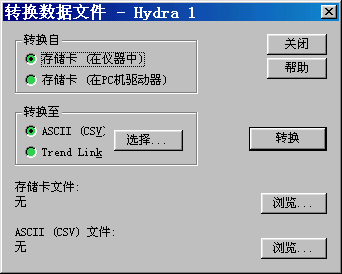 转换数据文件 - Hydra 1
转换自
存储卡 (在仪器中)
存储卡 (在PC机驱动器)
关闭
帮助
转换至
ASCII (CSV)
Trend Link
选择...
转换
存储卡文件:
无
浏览...
ASCII (CSV) 文件:
无
浏览...